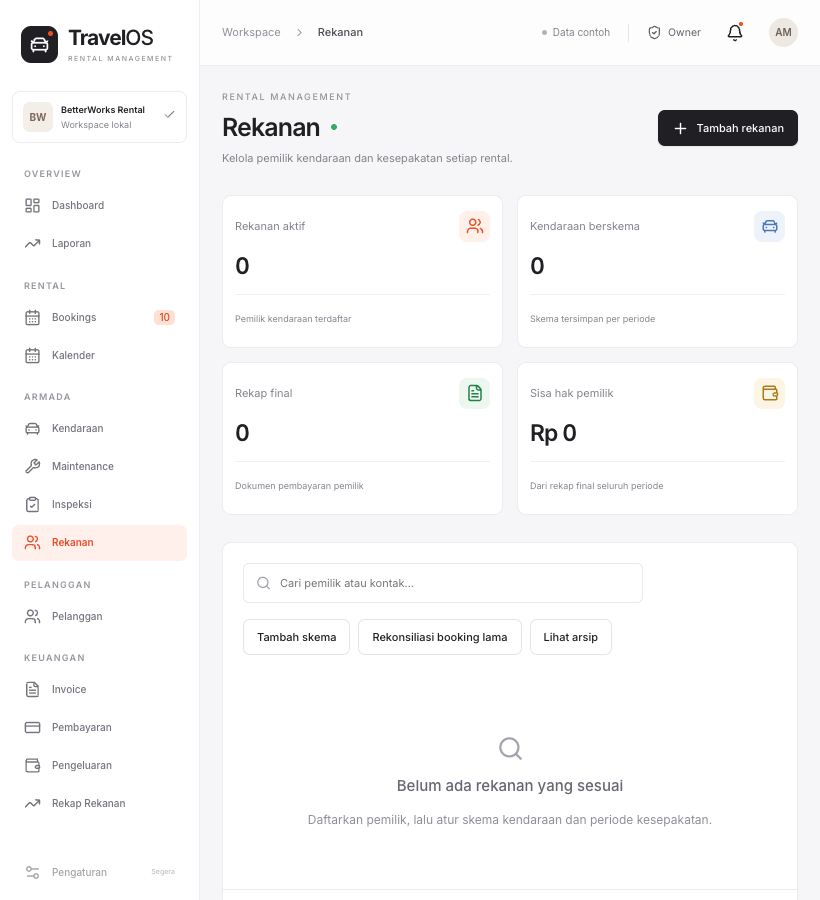 TravelOS
RENTAL MANAGEMENT
BW
BetterWorks Rental
Workspace lokal
OVERVIEW
Dashboard
Laporan
RENTAL
Bookings 10
Kalender
ARMADA
Kendaraan
Maintenance
Inspeksi
Rekanan
PELANGGAN
Pelanggan
KEUANGAN
Invoice
Pembayaran
Pengeluaran
Rekap Rekanan
Pengaturan Segera
Workspace Rekanan
Data contoh
Owner
AM
RENTAL MANAGEMENT
Rekanan
Kelola pemilik kendaraan dan kesepakatan setiap rental.
Tambah rekanan
Rekanan aktif
0
Pemilik kendaraan terdaftar
Kendaraan berskema
0
Skema tersimpan per periode
Rekap final
0
Dokumen pembayaran pemilik
Sisa hak pemilik
Rp 0
Dari rekap final seluruh periode
Cari pemilik atau kontak...
Tambah skema
Rekonsiliasi booking lama
Lihat arsip
Belum ada rekanan yang sesuai
Daftarkan pemilik, lalu atur skema kendaraan dan periode kesepakatan.